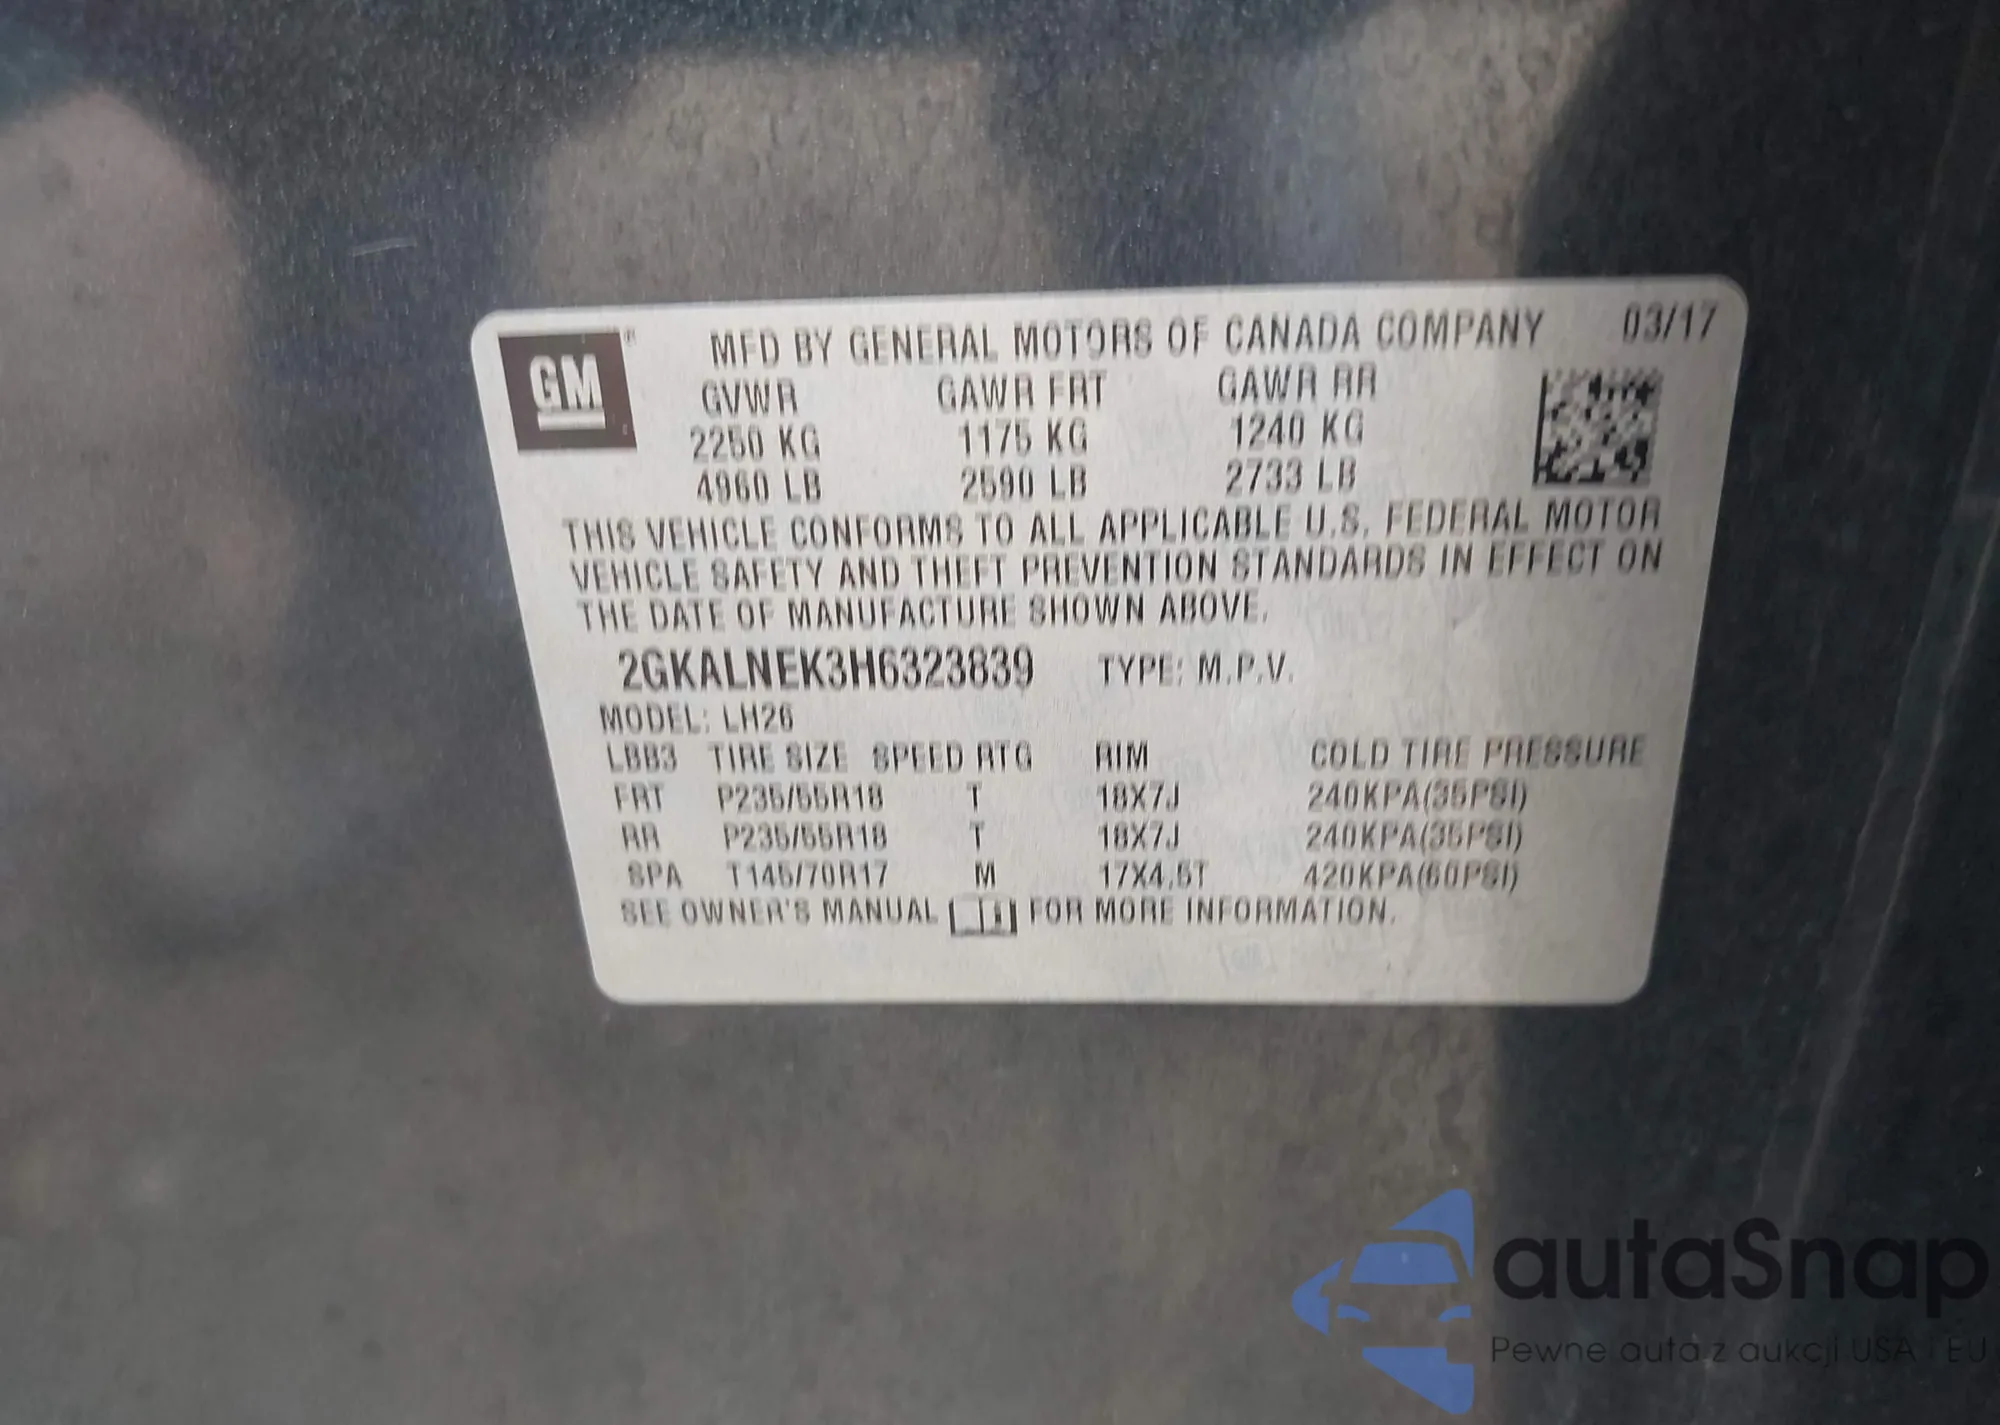 GM® MFD BY GENERAL MOTORS OF CANADA COMPANY 03/17
GVWR GAWR FRT GAWR RR
2250 KG 1175 KG 1240 KG
4960 LB 2590 LB 2733 LB
THIS VEHICLE CONFORMS TO ALL APPLICABLE U.S. FEDERAL MOTOR
VEHICLE SAFETY AND THEFT PREVENTION STANDARDS IN EFFECT ON
THE DATE OF MANUFACTURE SHOWN ABOVE.
2GKALNEK3H6323839 TYPE: M.P.V.
MODEL: LH26
LBB3 TIRE SIZE SPEED RTG RIM COLD TIRE PRESSURE
FRT P235/55R18 T 18X7J 240KPA(35PSI)
RR P235/55R18 T 18X7J 240KPA(35PSI)
SPA T145/70R17 M 17X4.5T 420KPA(60PSI)
SEE OWNER'S MANUAL FOR MORE INFORMATION.
autaSnap
Pewne auta z aukcji USA i EU